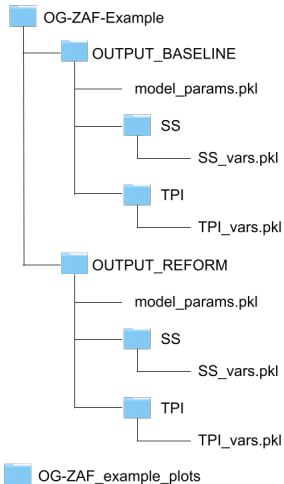 OG-ZAF-Example
OUTPUT_BASELINE
model_params.pkl
SS
SS_vars.pkl
TPI
TPI_vars.pkl
OUTPUT_REFORM
model_params.pkl
SS
SS_vars.pkl
TPI
TPI_vars.pkl
OG-ZAF_example_plots